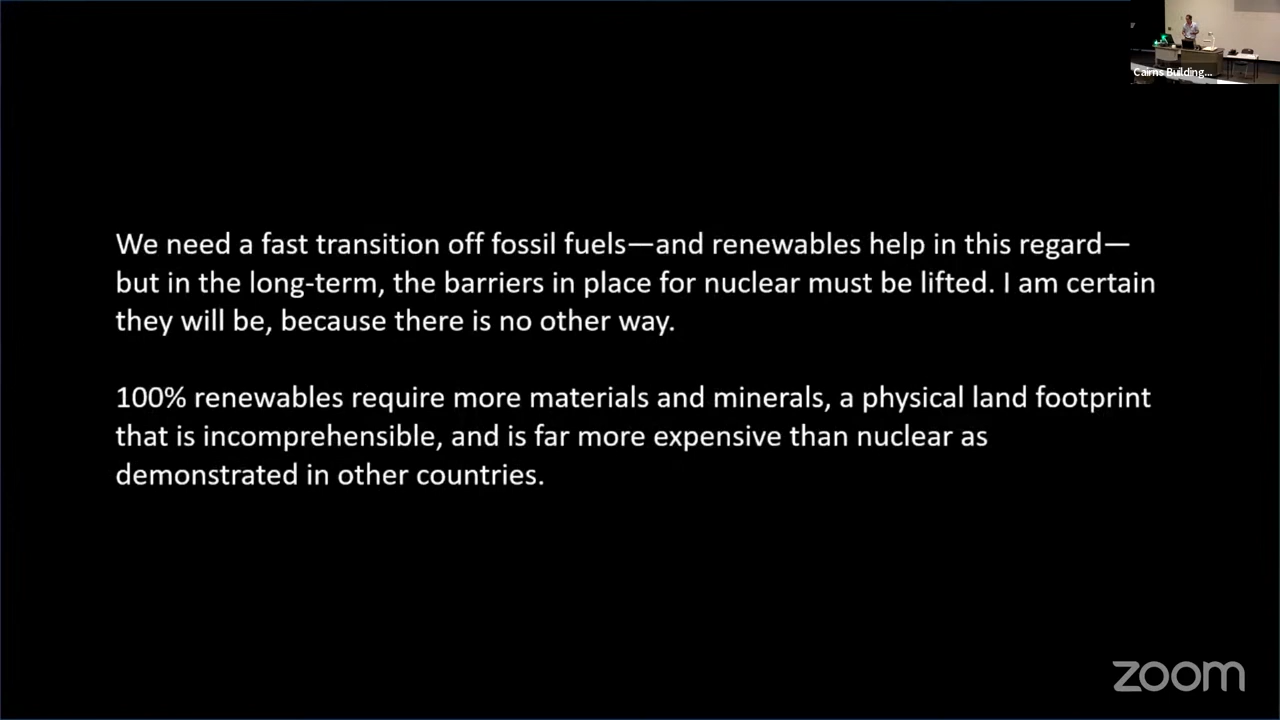 Cairns Building...
We need a fast transition off fossil fuels—and renewables help in this regard—
but in the long-term, the barriers in place for nuclear must be lifted. I am certain
they will be, because there is no other way.
100% renewables require more materials and minerals, a physical land footprint
that is incomprehensible, and is far more expensive than nuclear as
demonstrated in other countries.
zoom